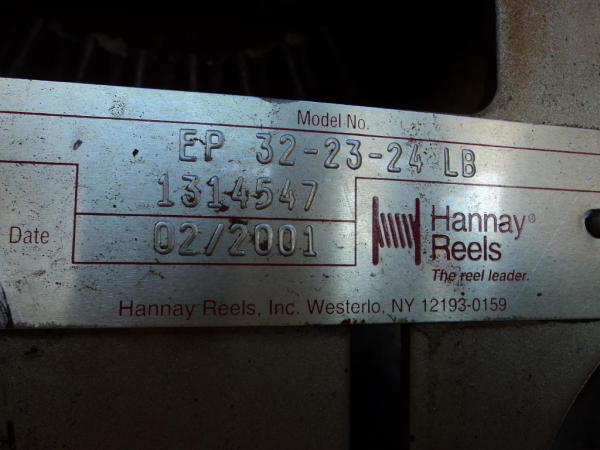 Model No.
EP 32-23-24 LB
1314547
Date 02/2001
Hannay®
Reels
The reel leader.
Hannay Reels, Inc. Westerlo, NY 12193-0159